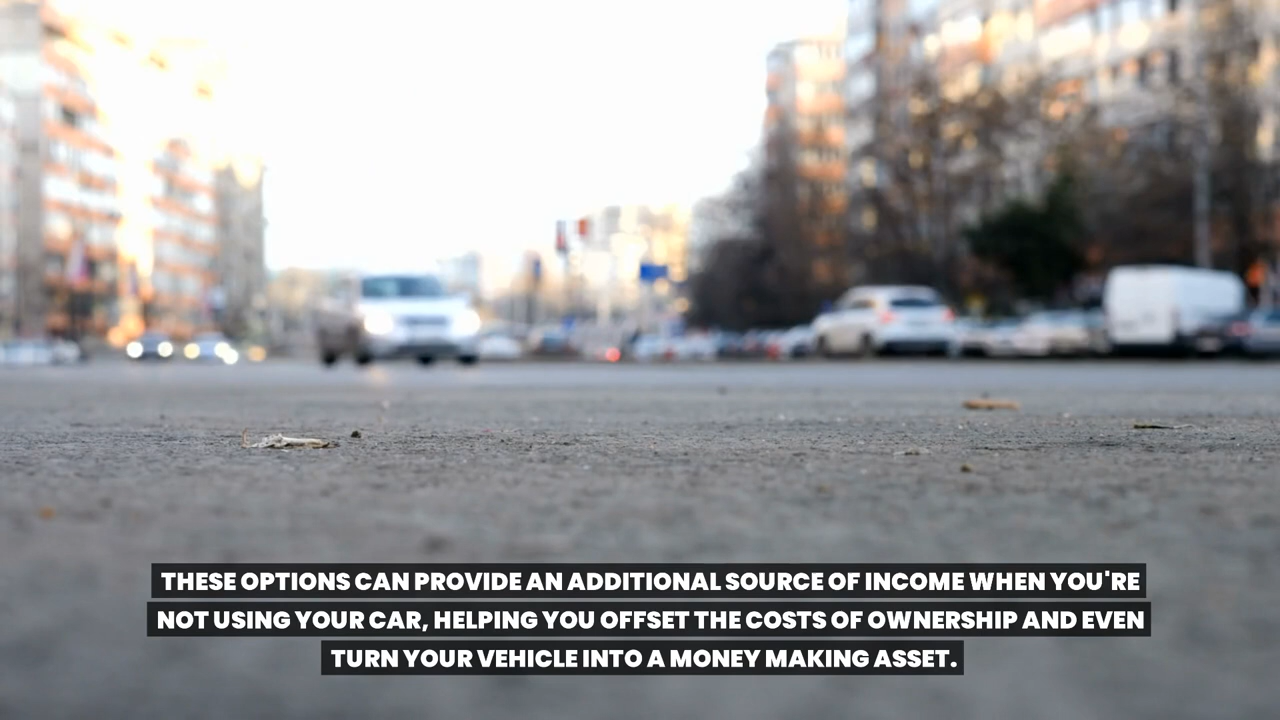 THESE OPTIONS CAN PROVIDE AN ADDITIONAL SOURCE OF INCOME WHEN YOU'RE
NOT USING YOUR CAR, HELPING YOU OFFSET THE COSTS OF OWNERSHIP AND EVEN
TURN YOUR VEHICLE INTO A MONEY MAKING ASSET.